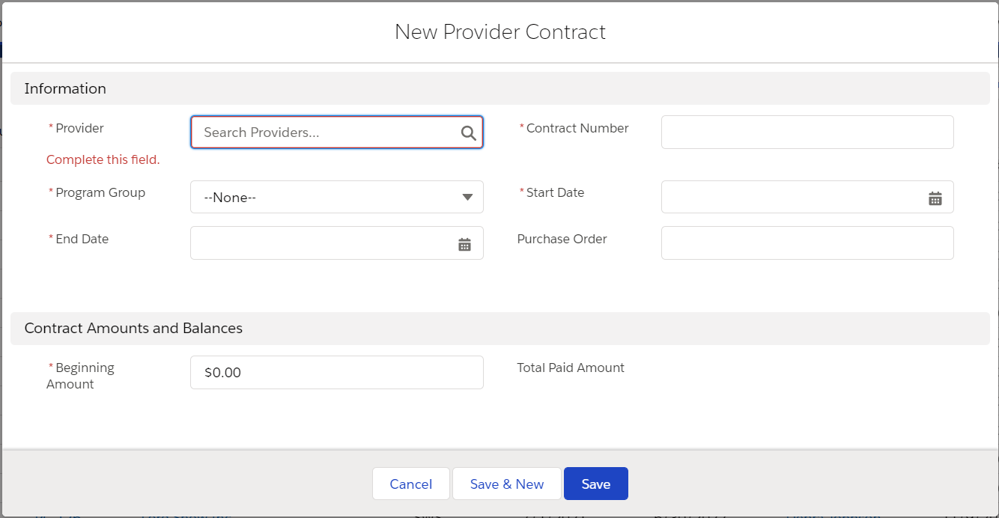 New Provider Contract
Information
*Provider
Search Providers...
*Contract Number
Complete this field.
*Program Group
--None--
*Start Date
*End Date
Purchase Order
Contract Amounts and Balances
*Beginning
Amount
$0.00
Total Paid Amount
Cancel
Save & New
Save